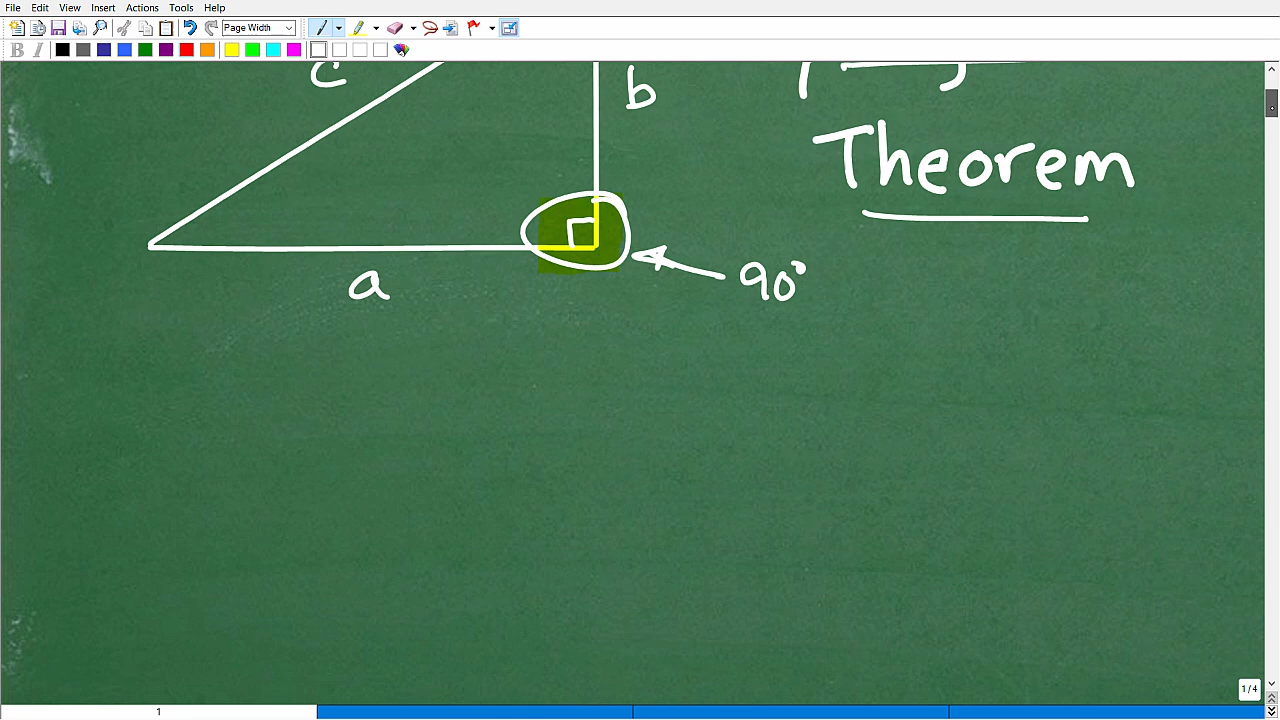 File Edit View Insert Actions Tools Help
Page Width
B I
c
b
Theorem
a
90°
1/4
1